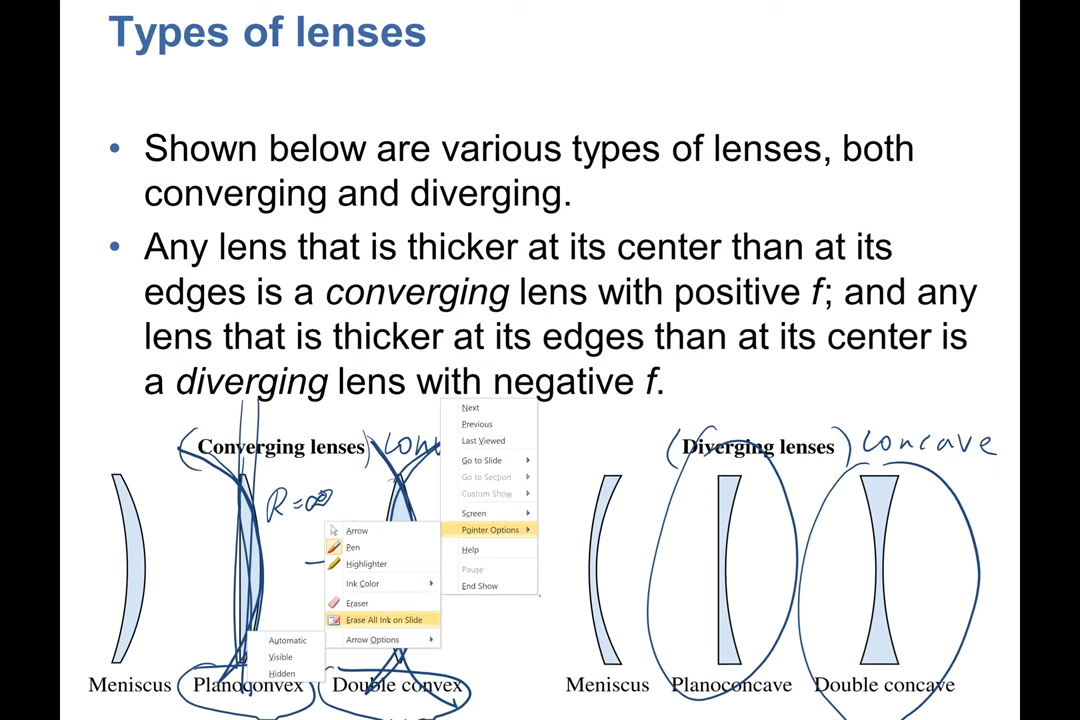 Types of lenses
• Shown below are various types of lenses, both
converging and diverging.
• Any lens that is thicker at its center than at its
edges is a converging lens with positive f; and any
lens that is thicker at its edges than at its center is
a diverging lens with negative f.
(Converging lenses)
(Diverging lenses) concave
R = ∞
Next
Previous
Last Viewed
Go to Slide
Go to Section
Custom Show
Screen
Pointer Options
Help
Pause
End Show
Arrow
Pen
Highlighter
Ink Color
Eraser
Erase All Ink on Slide
Arrow Options
Automatic
Visible
Hidden
Meniscus Planoconvex Double convex Meniscus Planoconcave Double concave